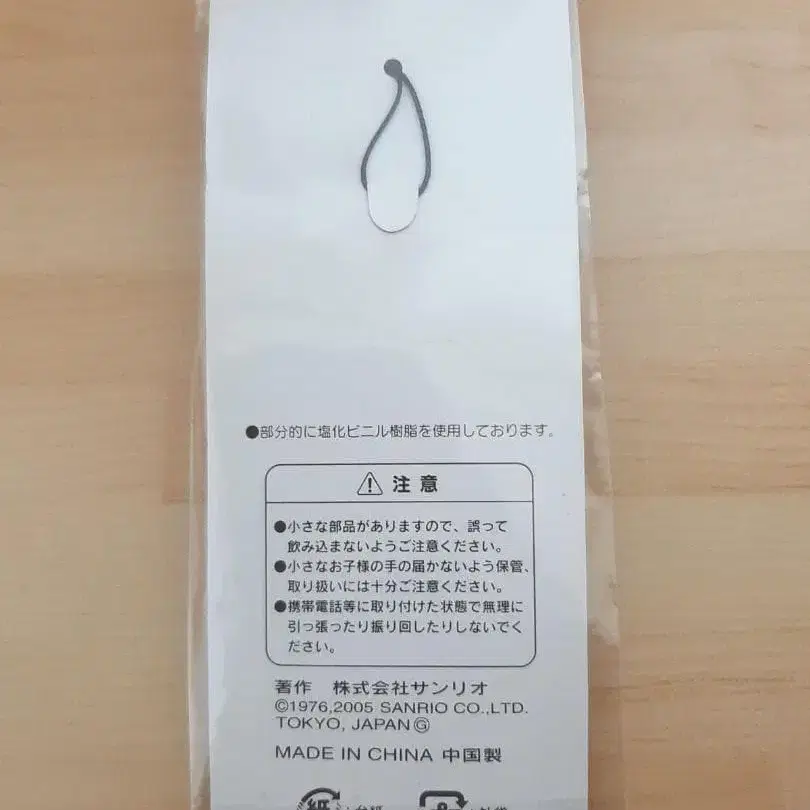 ●部分的に塩化ビニル樹脂を使用しております。
注意
●小さな部品がありますので、誤って
飲み込まないようご注意ください。
●小さなお子様の手の届かないよう保管、
取り扱いには十分ご注意ください。
●携帯電話等に取り付けた状態で無理に
引っ張ったり振り回したりしないでく
ださい。
著作 株式会社サンリオ
©1976,2005 SANRIO CO.,LTD.
TOKYO, JAPAN Ⓖ
MADE IN CHINA 中国製
紙